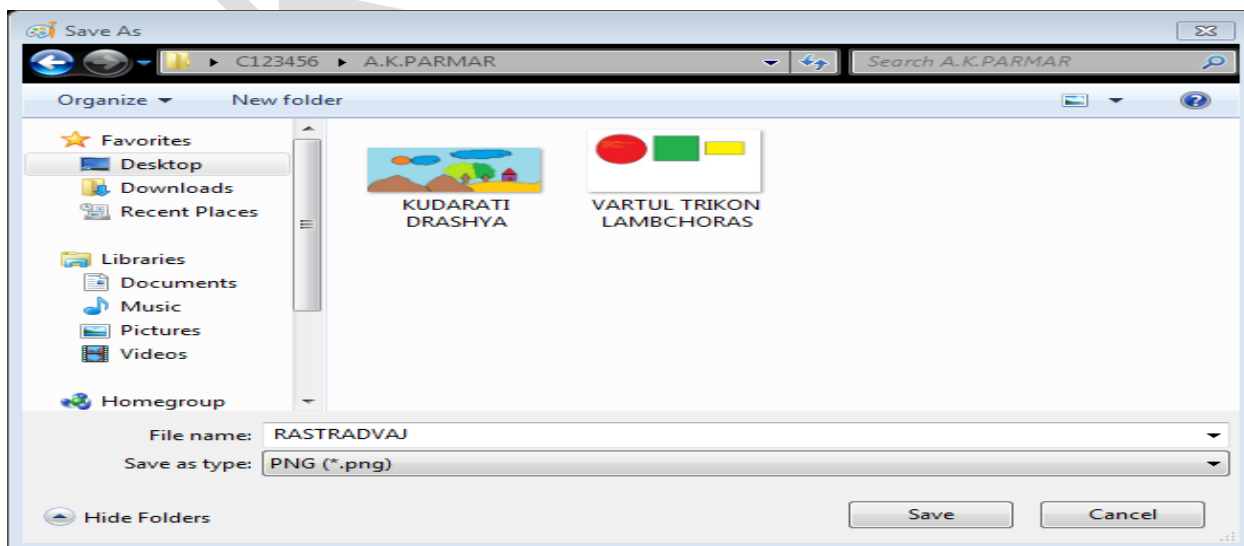 Save As
C123456 ▸ A.K.PARMAR
Search A.K.PARMAR
Organize
New folder
Favorites
Desktop
Downloads
Recent Places
Libraries
Documents
Music
Pictures
Videos
Homegroup
KUDARATI
DRASHYA
VARTUL TRIKON
LAMBCHORAS
File name: RASTRADVAJ
Save as type: PNG (*.png)
Hide Folders
Save
Cancel